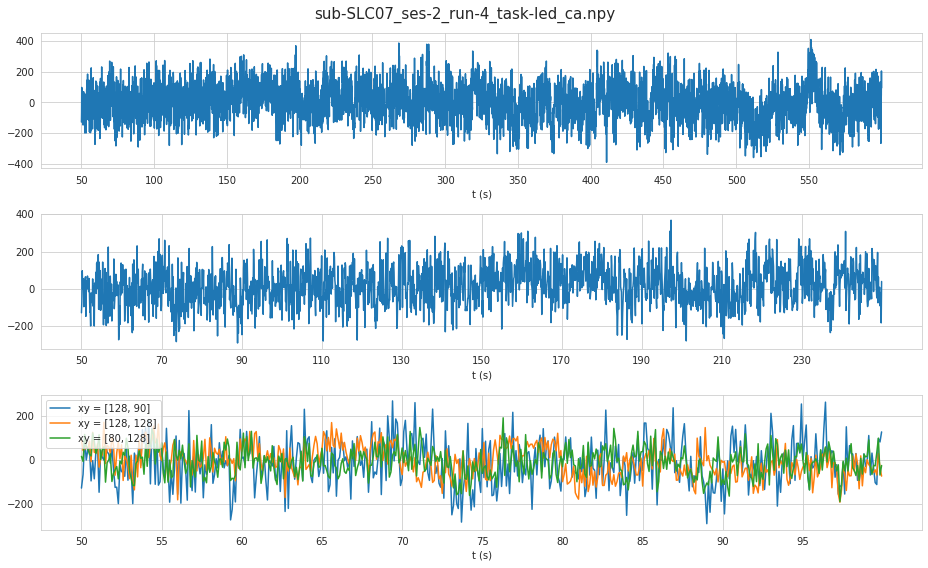 sub-SLC07_ses-2_run-4_task-led_ca.npy
400
200
0
−200
−400
50 100 150 200 250 300 350 400 450 500 550
t (s)
400
200
0
−200
50 70 90 110 130 150 170 190 210 230
t (s)
xy = [128, 90]
xy = [128, 128]
xy = [80, 128]
200
0
−200
50 55 60 65 70 75 80 85 90 95
t (s)